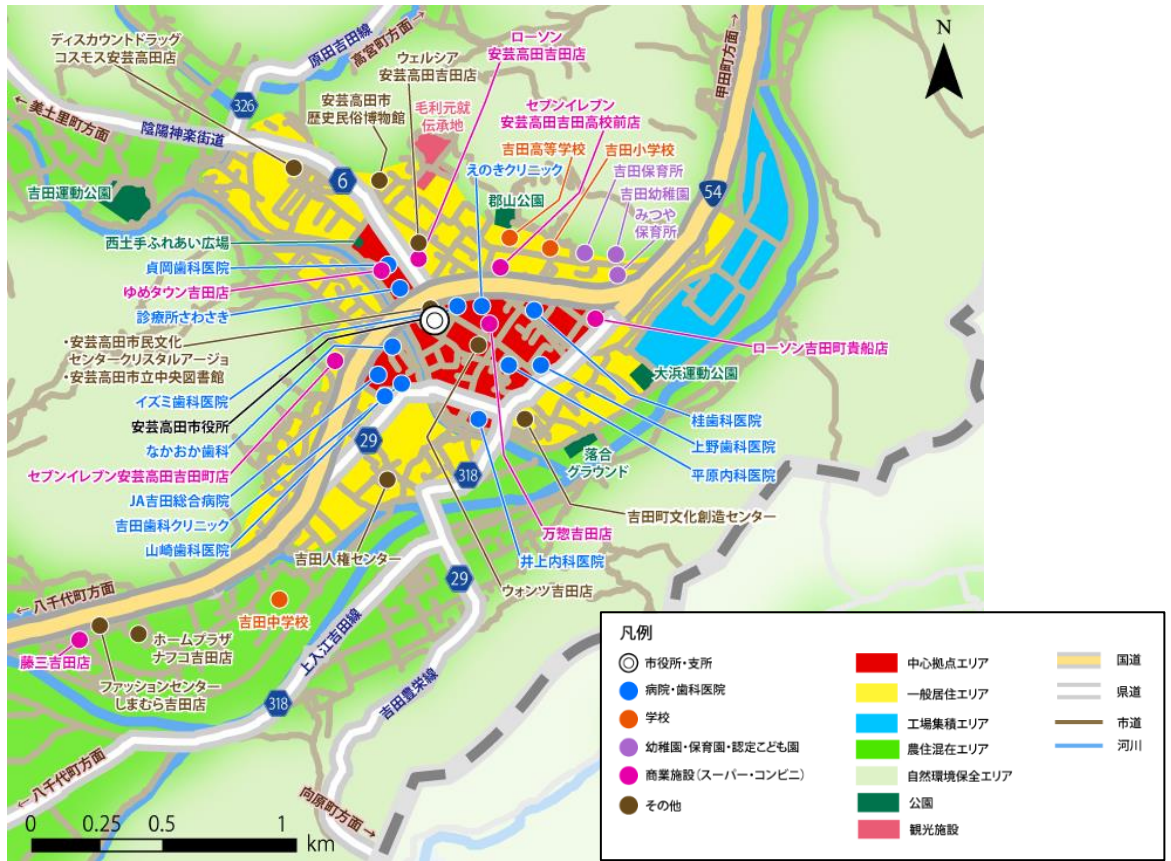 N
ディスカウントドラッグ
コスモス安芸高田店
原田吉田線
高宮町方面→
ウェルシア
安芸高田吉田店
ローソン
安芸高田吉田店
甲田町方面→
←美土里町方面
326
陰陽神楽街道
安芸高田市
歴史民俗博物館
毛利元就
伝承地
セブンイレブン
安芸高田吉田高校前店
吉田高等学校
吉田小学校
えのきクリニック
吉田保育所
吉田幼稚園
みつや
保育所
6
54
吉田運動公園
郡山公園
西土手ふれあい広場
貞岡歯科医院
ゆめタウン吉田店
診療所さわさき
・安芸高田市民文化
センタークリスタルアージョ
・安芸高田市立中央図書館
イズミ歯科医院
安芸高田市役所
なかおか歯科
セブンイレブン安芸高田吉田町店
JA吉田総合病院
吉田歯科クリニック
山崎歯科医院
ローソン吉田町貴船店
大浜運動公園
桂歯科医院
上野歯科医院
平原内科医院
29
318
落合
グラウンド
吉田町文化創造センター
万惣吉田店
井上内科医院
吉田人権センター
ウォンツ吉田店
29
←八千代町方面
吉田中学校
上入江吉田線
吉田豊栄線
藤三吉田店
ホームプラザ
ナフコ吉田店
ファッションセンター
しまむら吉田店
318
←八千代町方面
向原町方面→
0
0.25
0.5
1
km
凡例
市役所・支所
病院・歯科医院
学校
幼稚園・保育園・認定こども園
商業施設(スーパー・コンビニ)
その他
中心拠点エリア
一般居住エリア
工場集積エリア
農住混在エリア
自然環境保全エリア
公園
観光施設
国道
県道
市道
河川